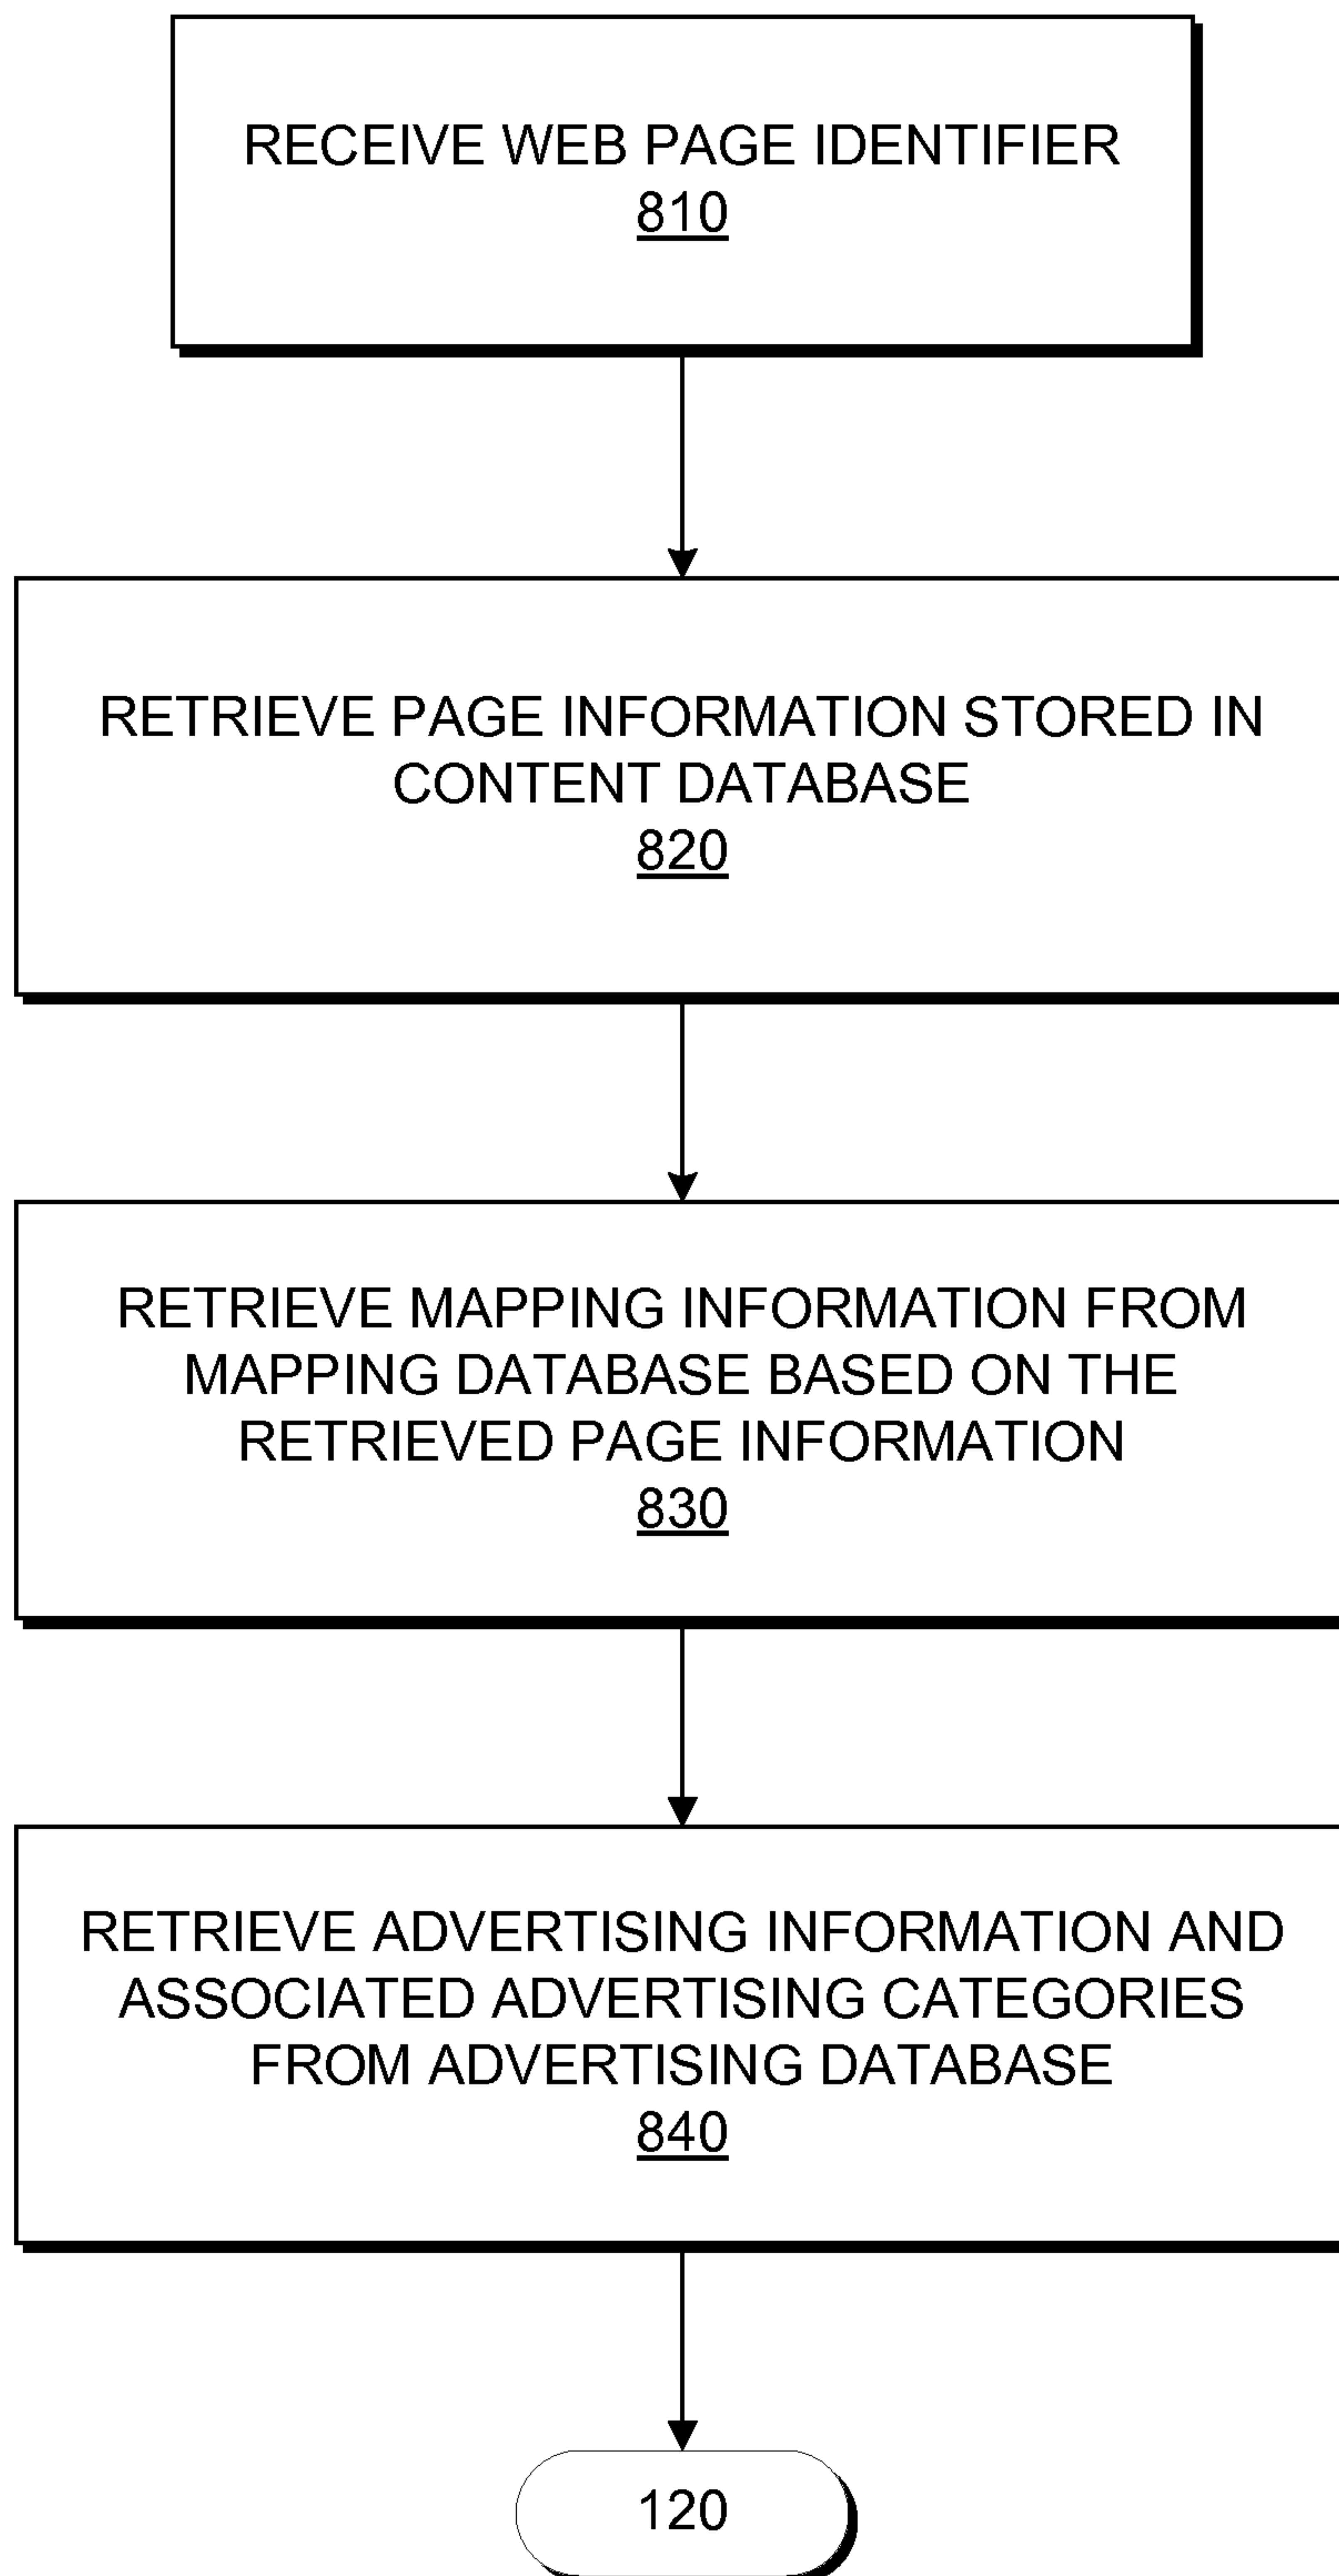 RECEIVE WEB PAGE IDENTIFIER
810
RETRIEVE PAGE INFORMATION STORED IN
CONTENT DATABASE
820
RETRIEVE MAPPING INFORMATION FROM
MAPPING DATABASE BASED ON THE
RETRIEVED PAGE INFORMATION
830
RETRIEVE ADVERTISING INFORMATION AND
ASSOCIATED ADVERTISING CATEGORIES
FROM ADVERTISING DATABASE
840
120